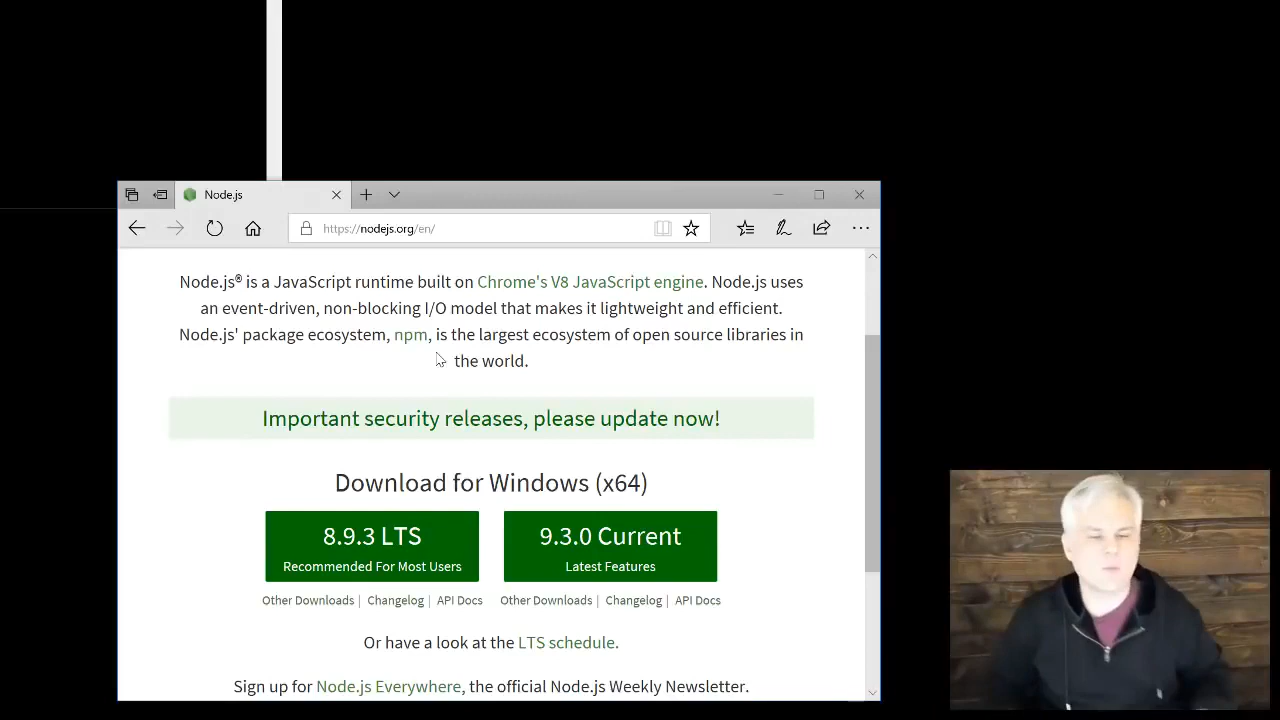 Node.js
https://nodejs.org/en/
Node.js® is a JavaScript runtime built on Chrome's V8 JavaScript engine. Node.js uses
an event-driven, non-blocking I/O model that makes it lightweight and efficient.
Node.js' package ecosystem, npm, is the largest ecosystem of open source libraries in
the world.
Important security releases, please update now!
Download for Windows (x64)
8.9.3 LTS
Recommended For Most Users
9.3.0 Current
Latest Features
Other Downloads | Changelog | API Docs
Other Downloads | Changelog | API Docs
Or have a look at the LTS schedule.
Sign up for Node.js Everywhere, the official Node.js Weekly Newsletter.